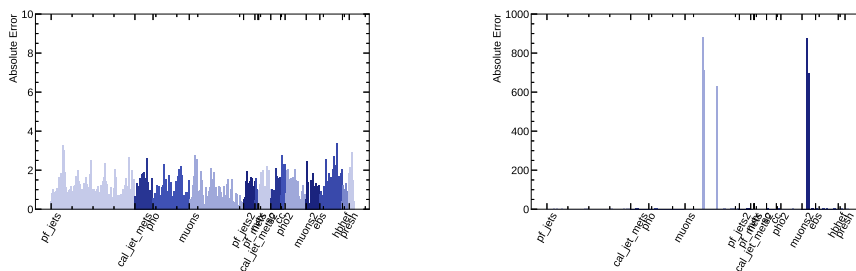 Absolute Error
10
8
6
4
2
0
pf_jets
cal_jet_mets
pho
muons
pf_jets2
cal_jet_mets2
cc
pho2
muons2
ebs
hbhef
presh
Absolute Error
1000
800
600
400
200
0
pf_jets
cal_jet_mets
pho
muons
pf_jets2
cal_jet_mets2
cc
pho2
muons2
ebs
hbhef
presh